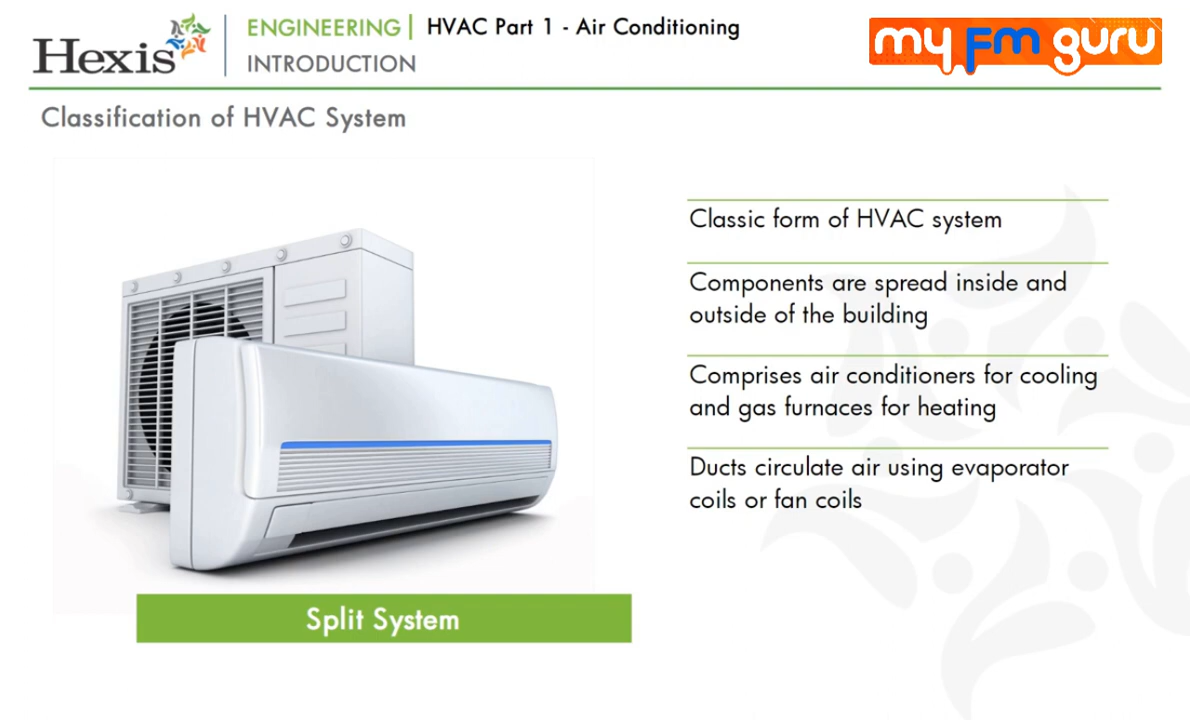 Hexis
ENGINEERING| HVAC Part 1 - Air Conditioning
INTRODUCTION
my Fm guru
Classification of HVAC System
Classic form of HVAC system
Components are spread inside and
outside of the building
Comprises air conditioners for cooling
and gas furnaces for heating
Ducts circulate air using evaporator
coils or fan coils
Split System